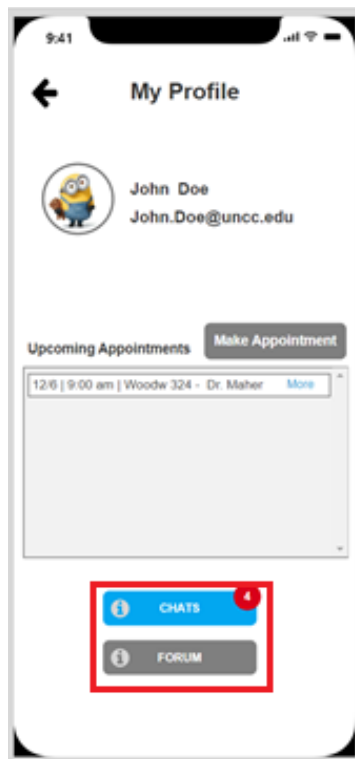 9:41
My Profile
John Doe
John.Doe@uncc.edu
Upcoming Appointments
Make Appointment
12/6 | 9:00 am | Woodw 324 - Dr. Maher More
4
CHATS
FORUM